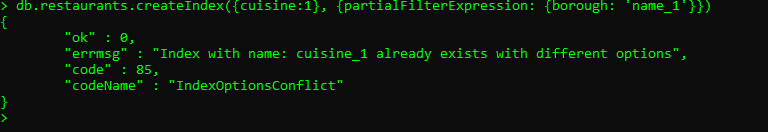 > db.restaurants.createIndex({cuisine:1}, {partialFilterExpression: {borough: 'name_1'}})
{
        "ok" : 0,
        "errmsg" : "Index with name: cuisine_1 already exists with different options",
        "code" : 85,
        "codeName" : "IndexOptionsConflict"
}
>